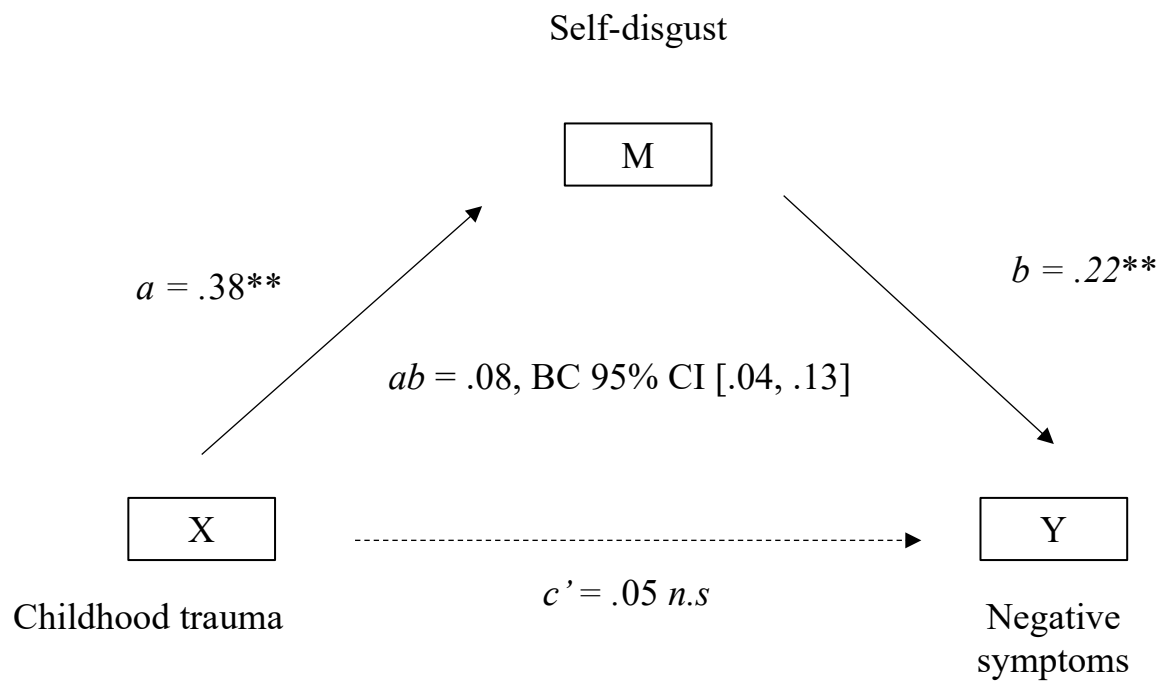 Self-disgust
M
a = .38**
b = .22**
ab = .08, BC 95% CI [.04, .13]
X
Y
c’ = .05 n.s
Childhood trauma
Negative
symptoms